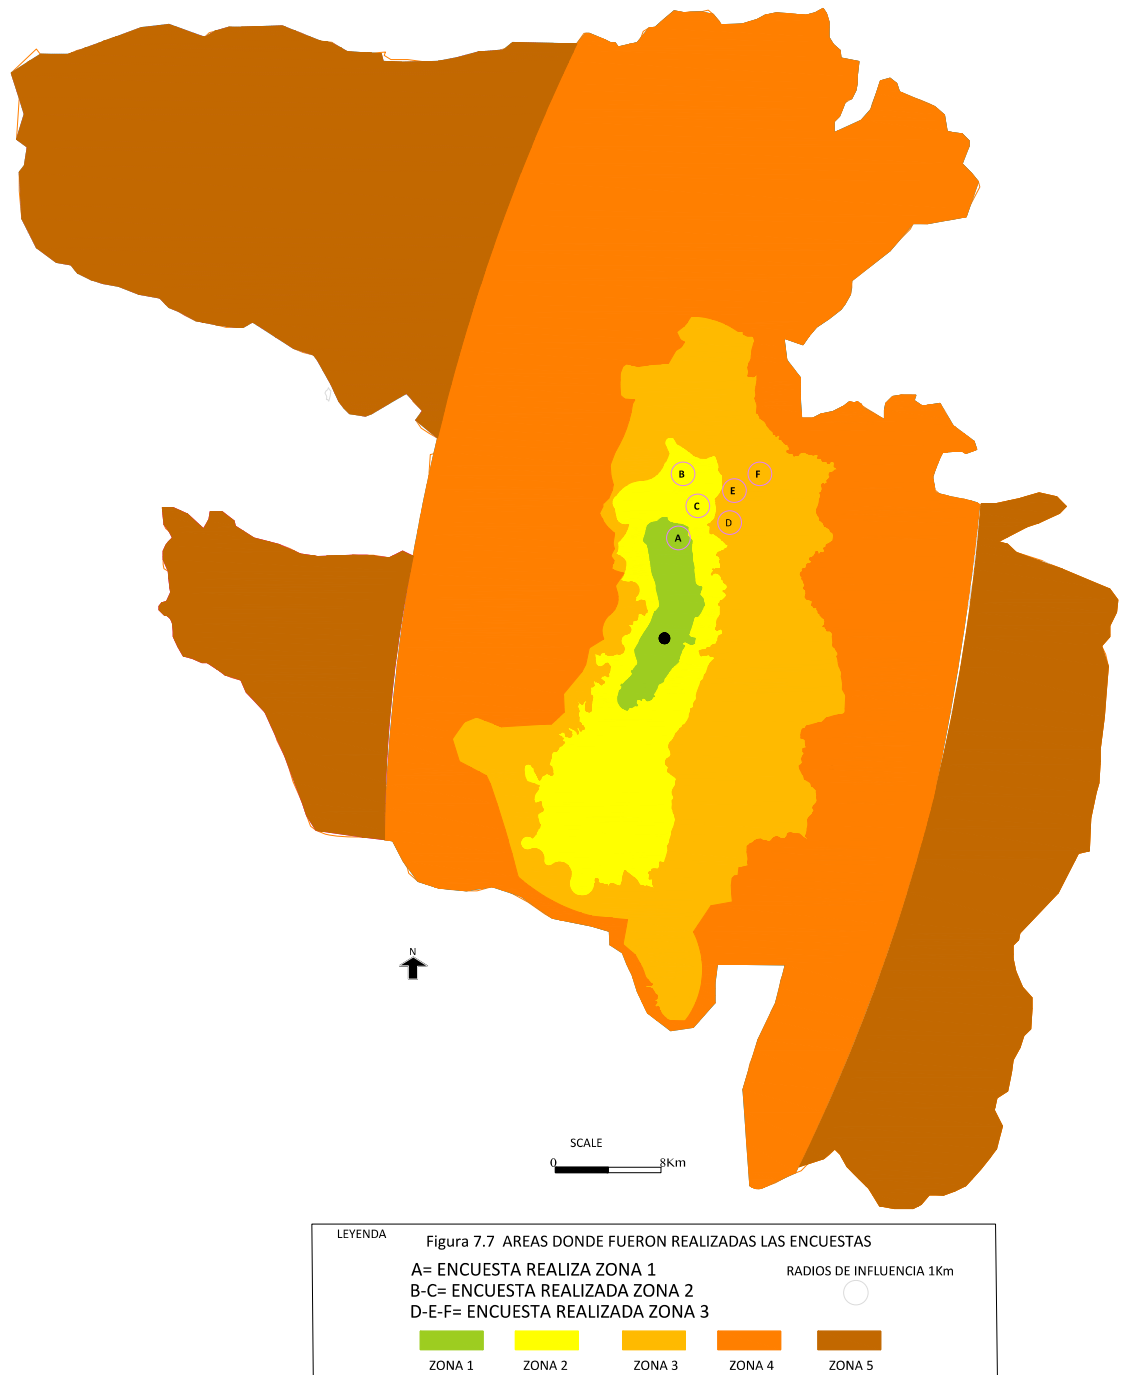 B
F
E
C
D
A
N
SCALE
0 8Km
LEYENDA
Figura 7.7 AREAS DONDE FUERON REALIZADAS LAS ENCUESTAS
A= ENCUESTA REALIZA ZONA 1
RADIOS DE INFLUENCIA 1Km
B-C= ENCUESTA REALIZADA ZONA 2
D-E-F= ENCUESTA REALIZADA ZONA 3
ZONA 1 ZONA 2 ZONA 3 ZONA 4 ZONA 5